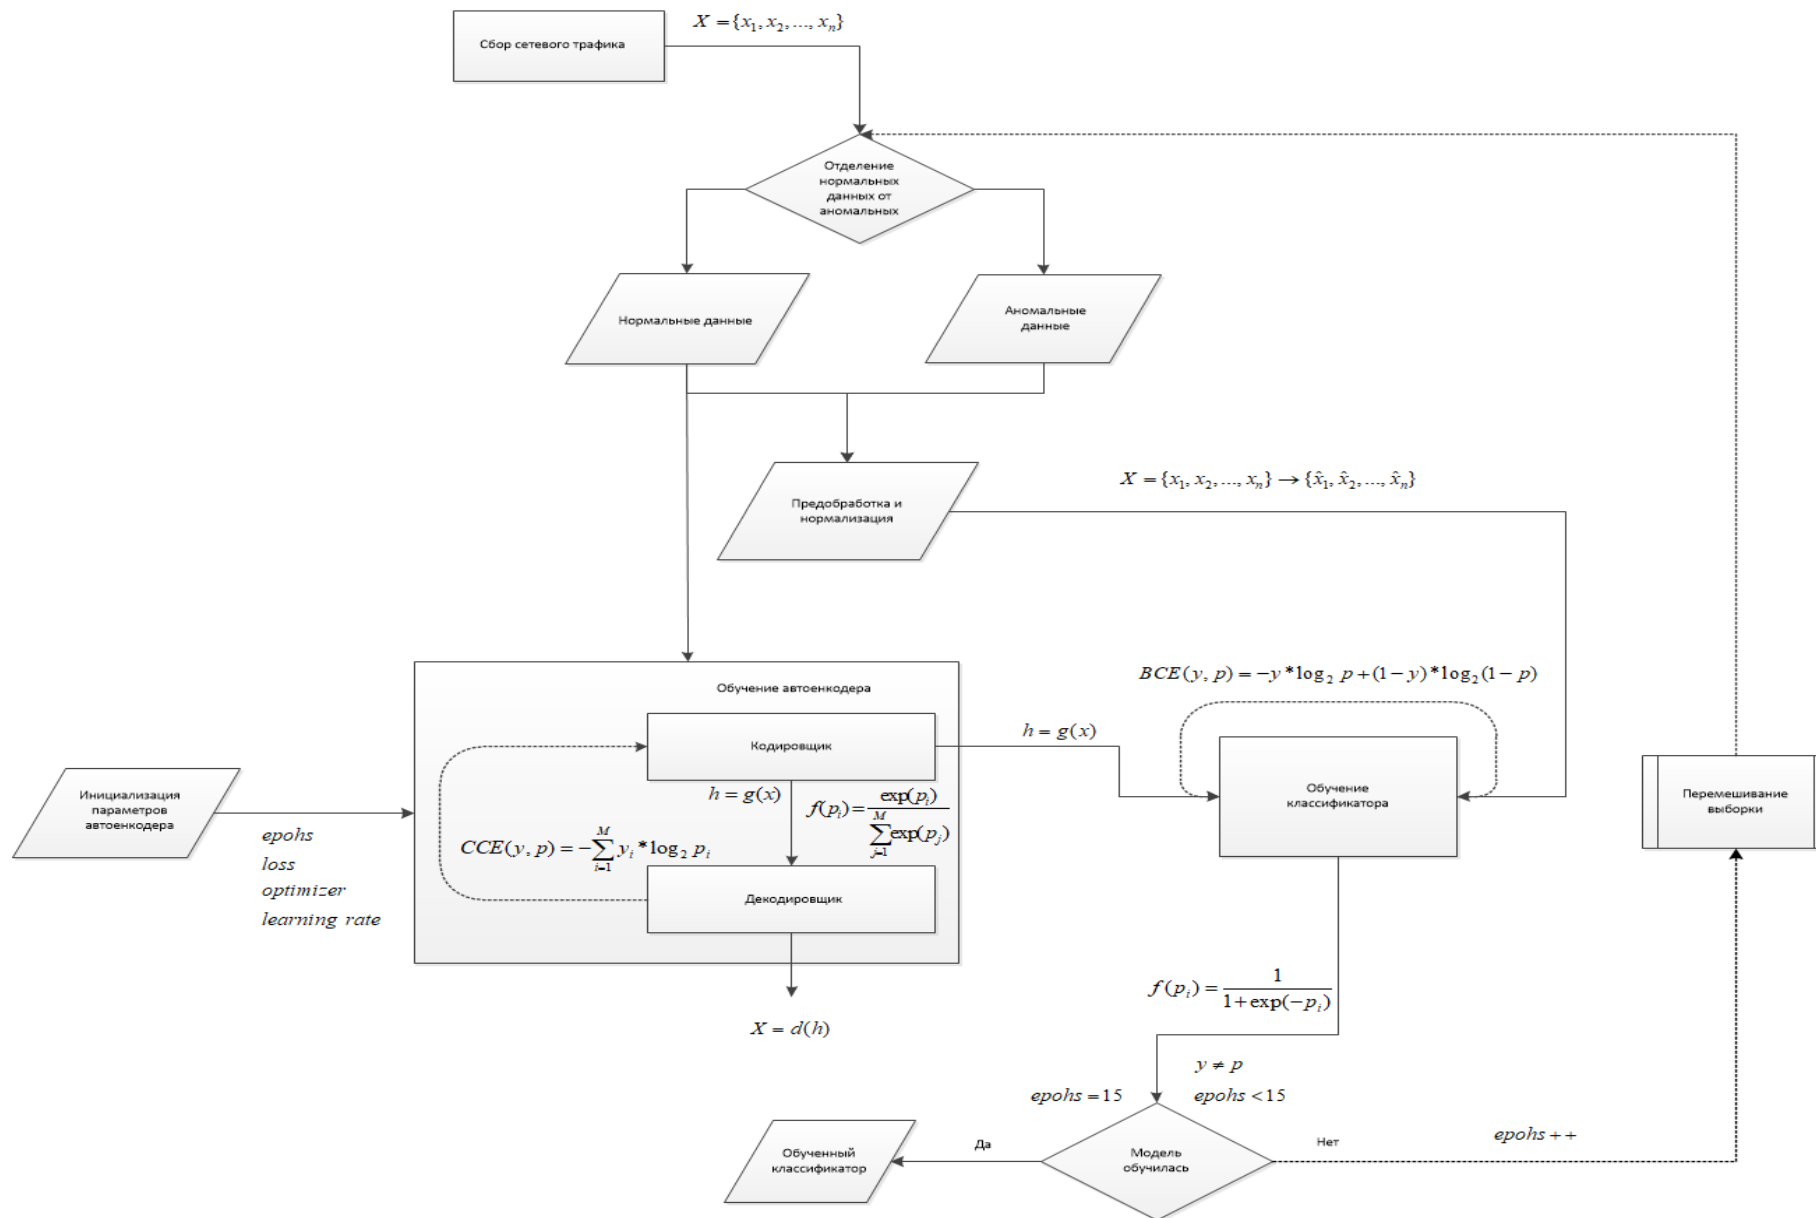 Сбор сетевого трафика
X = {x₁, x₂, ..., xₙ}
Отделение
нормальных
данных от
аномальных
Нормальные данные
Аномальные
данные
Предобработка и
нормализация
X = {x₁, x₂, ..., xₙ} → {x̂₁, x̂₂, ..., x̂ₙ}
Обучение автоенкодера
Кодировщик
h = g(x)
f(pᵢ) = exp(pᵢ) / ∑ⱼ₌₁ᴹ exp(pⱼ)
CCE(y, p) = −∑ᵢ₌₁ᴹ yᵢ * log₂ pᵢ
Декодировщик
X = d(h)
Инициализация
параметров
автоенкодера
epohs
loss
optimizer
learning rate
h = g(x)
BCE(y, p) = −y * log₂ p + (1 − y) * log₂(1 − p)
Обучение
классификатора
Перемешивание
выборки
f(pᵢ) = 1 / (1 + exp(−pᵢ))
y ≠ p
epohs = 15
epohs < 15
Модель
обучилась
Да
Нет
epohs + +
Обученный
классификатор